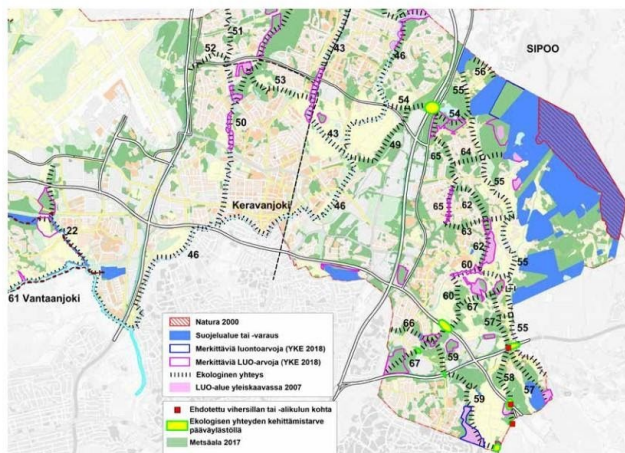 SIPOO
51
52
43
46
56
53
55
54
54
50
43
49
65
64
55
46
65
62
Keravanjoki
63
62
22
46
60
55
61 Vantaanjoki
60
67
57
55
66
67
59
58
57
59
Natura 2000
Suojelualue tai -varaus
Merkittäviä luontoarvoja (YKE 2018)
Merkittäviä LUO-arvoja (YKE 2018)
Ekologinen yhteys
LUO-alue yleiskaavassa 2007
Ehdotettu vihersillan tai -alikulun kohta
Ekologisen yhteyden kehittämistarve
pääväylästöllä
Metsäala 2017